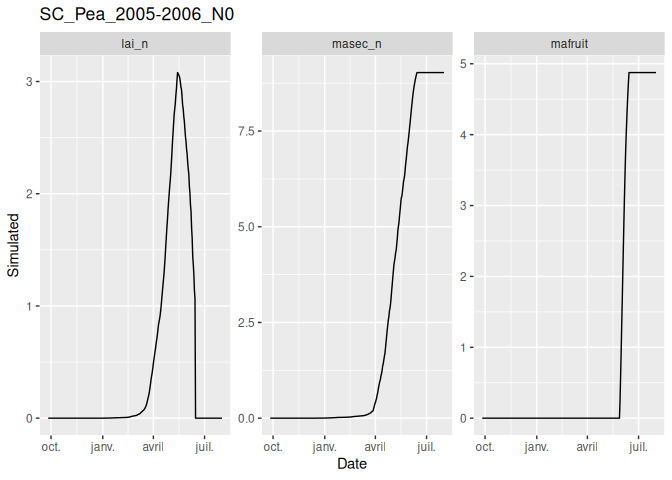 SC_Pea_2005-2006_N0
lai_n masec_n mafruit
Simulated
3
2
1
0
7.5
5.0
2.5
0.0
5
4
3
2
1
0
oct. janv. avril juil. oct. janv. avril juil. oct. janv. avril juil.
Date